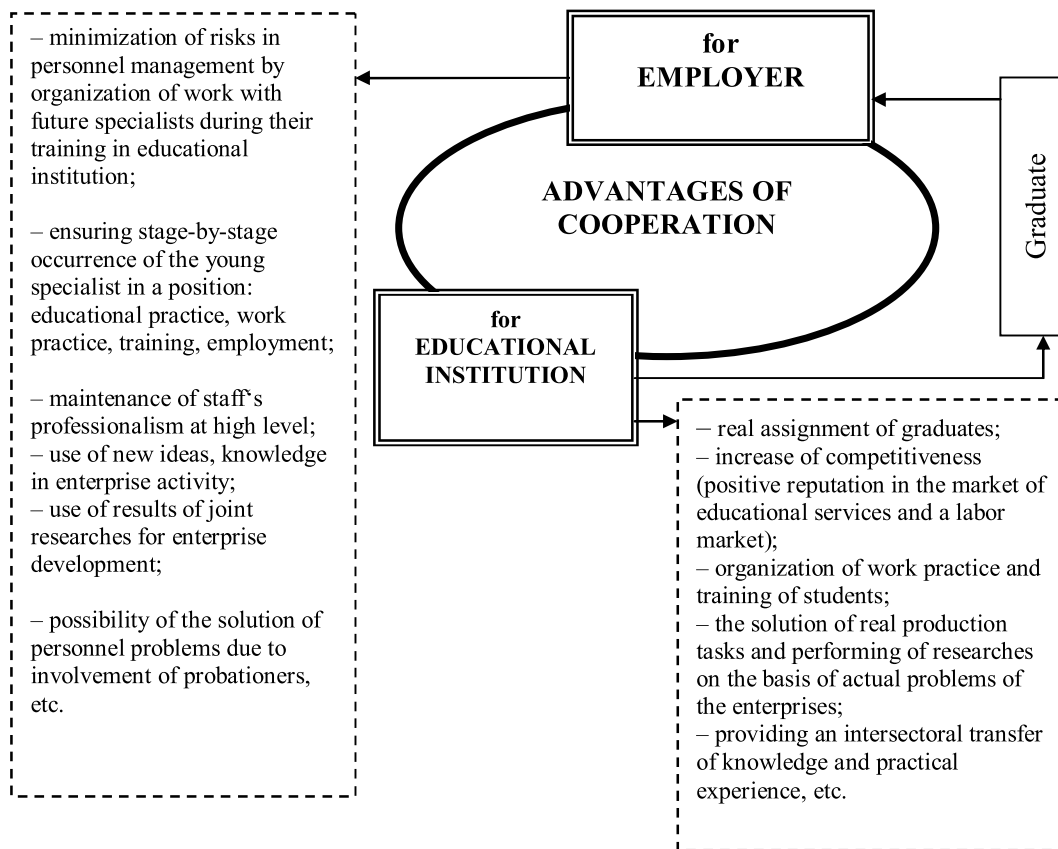 – minimization of risks in
personnel management by
organization of work with
future specialists during their
training in educational
institution;
– ensuring stage-by-stage
occurrence of the young
specialist in a position:
educational practice, work
practice, training, employment;
– maintenance of staff‘s
professionalism at high level;
– use of new ideas, knowledge
in enterprise activity;
– use of results of joint
researches for enterprise
development;
– possibility of the solution of
personnel problems due to
involvement of probationers,
etc.
for
EMPLOYER
ADVANTAGES OF
COOPERATION
Graduate
for
EDUCATIONAL
INSTITUTION
– real assignment of graduates;
– increase of competitiveness
(positive reputation in the market of
educational services and a labor
market);
– organization of work practice and
training of students;
– the solution of real production
tasks and performing of researches
on the basis of actual problems of
the enterprises;
– providing an intersectoral transfer
of knowledge and practical
experience, etc.